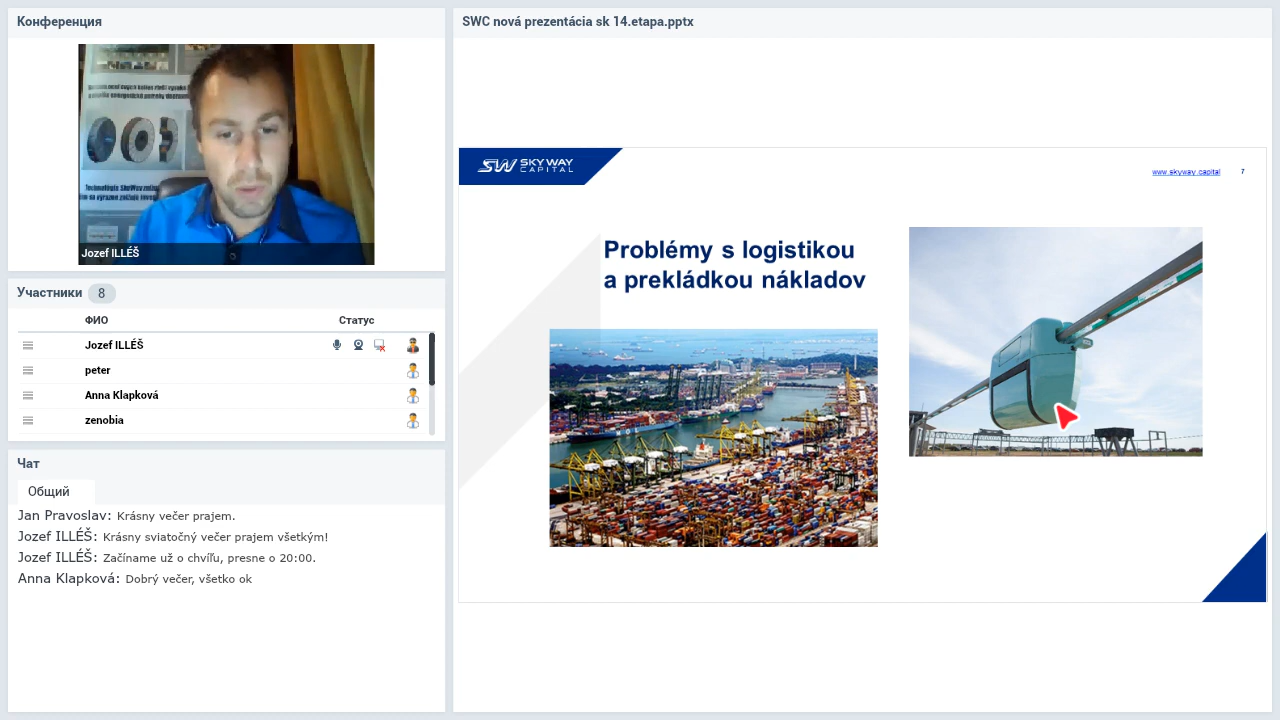 Конференция
Jozef ILLÉŠ
Участники 8
ФИО Статус
Jozef ILLÉŠ
peter
Anna Klapková
zenobia
Чат
Общий
Jan Pravoslav: Krásny večer prajem.
Jozef ILLÉŠ: Krásny sviatočný večer prajem všetkým!
Jozef ILLÉŠ: Začíname už o chvíľu, presne o 20:00.
Anna Klapková: Dobrý večer, všetko ok
SWC nová prezentácia sk 14.etapa.pptx
SW SKY WAY
CAPITAL
www.skyway.capital 7
Problémy s logistikou
a prekládkou nákladov